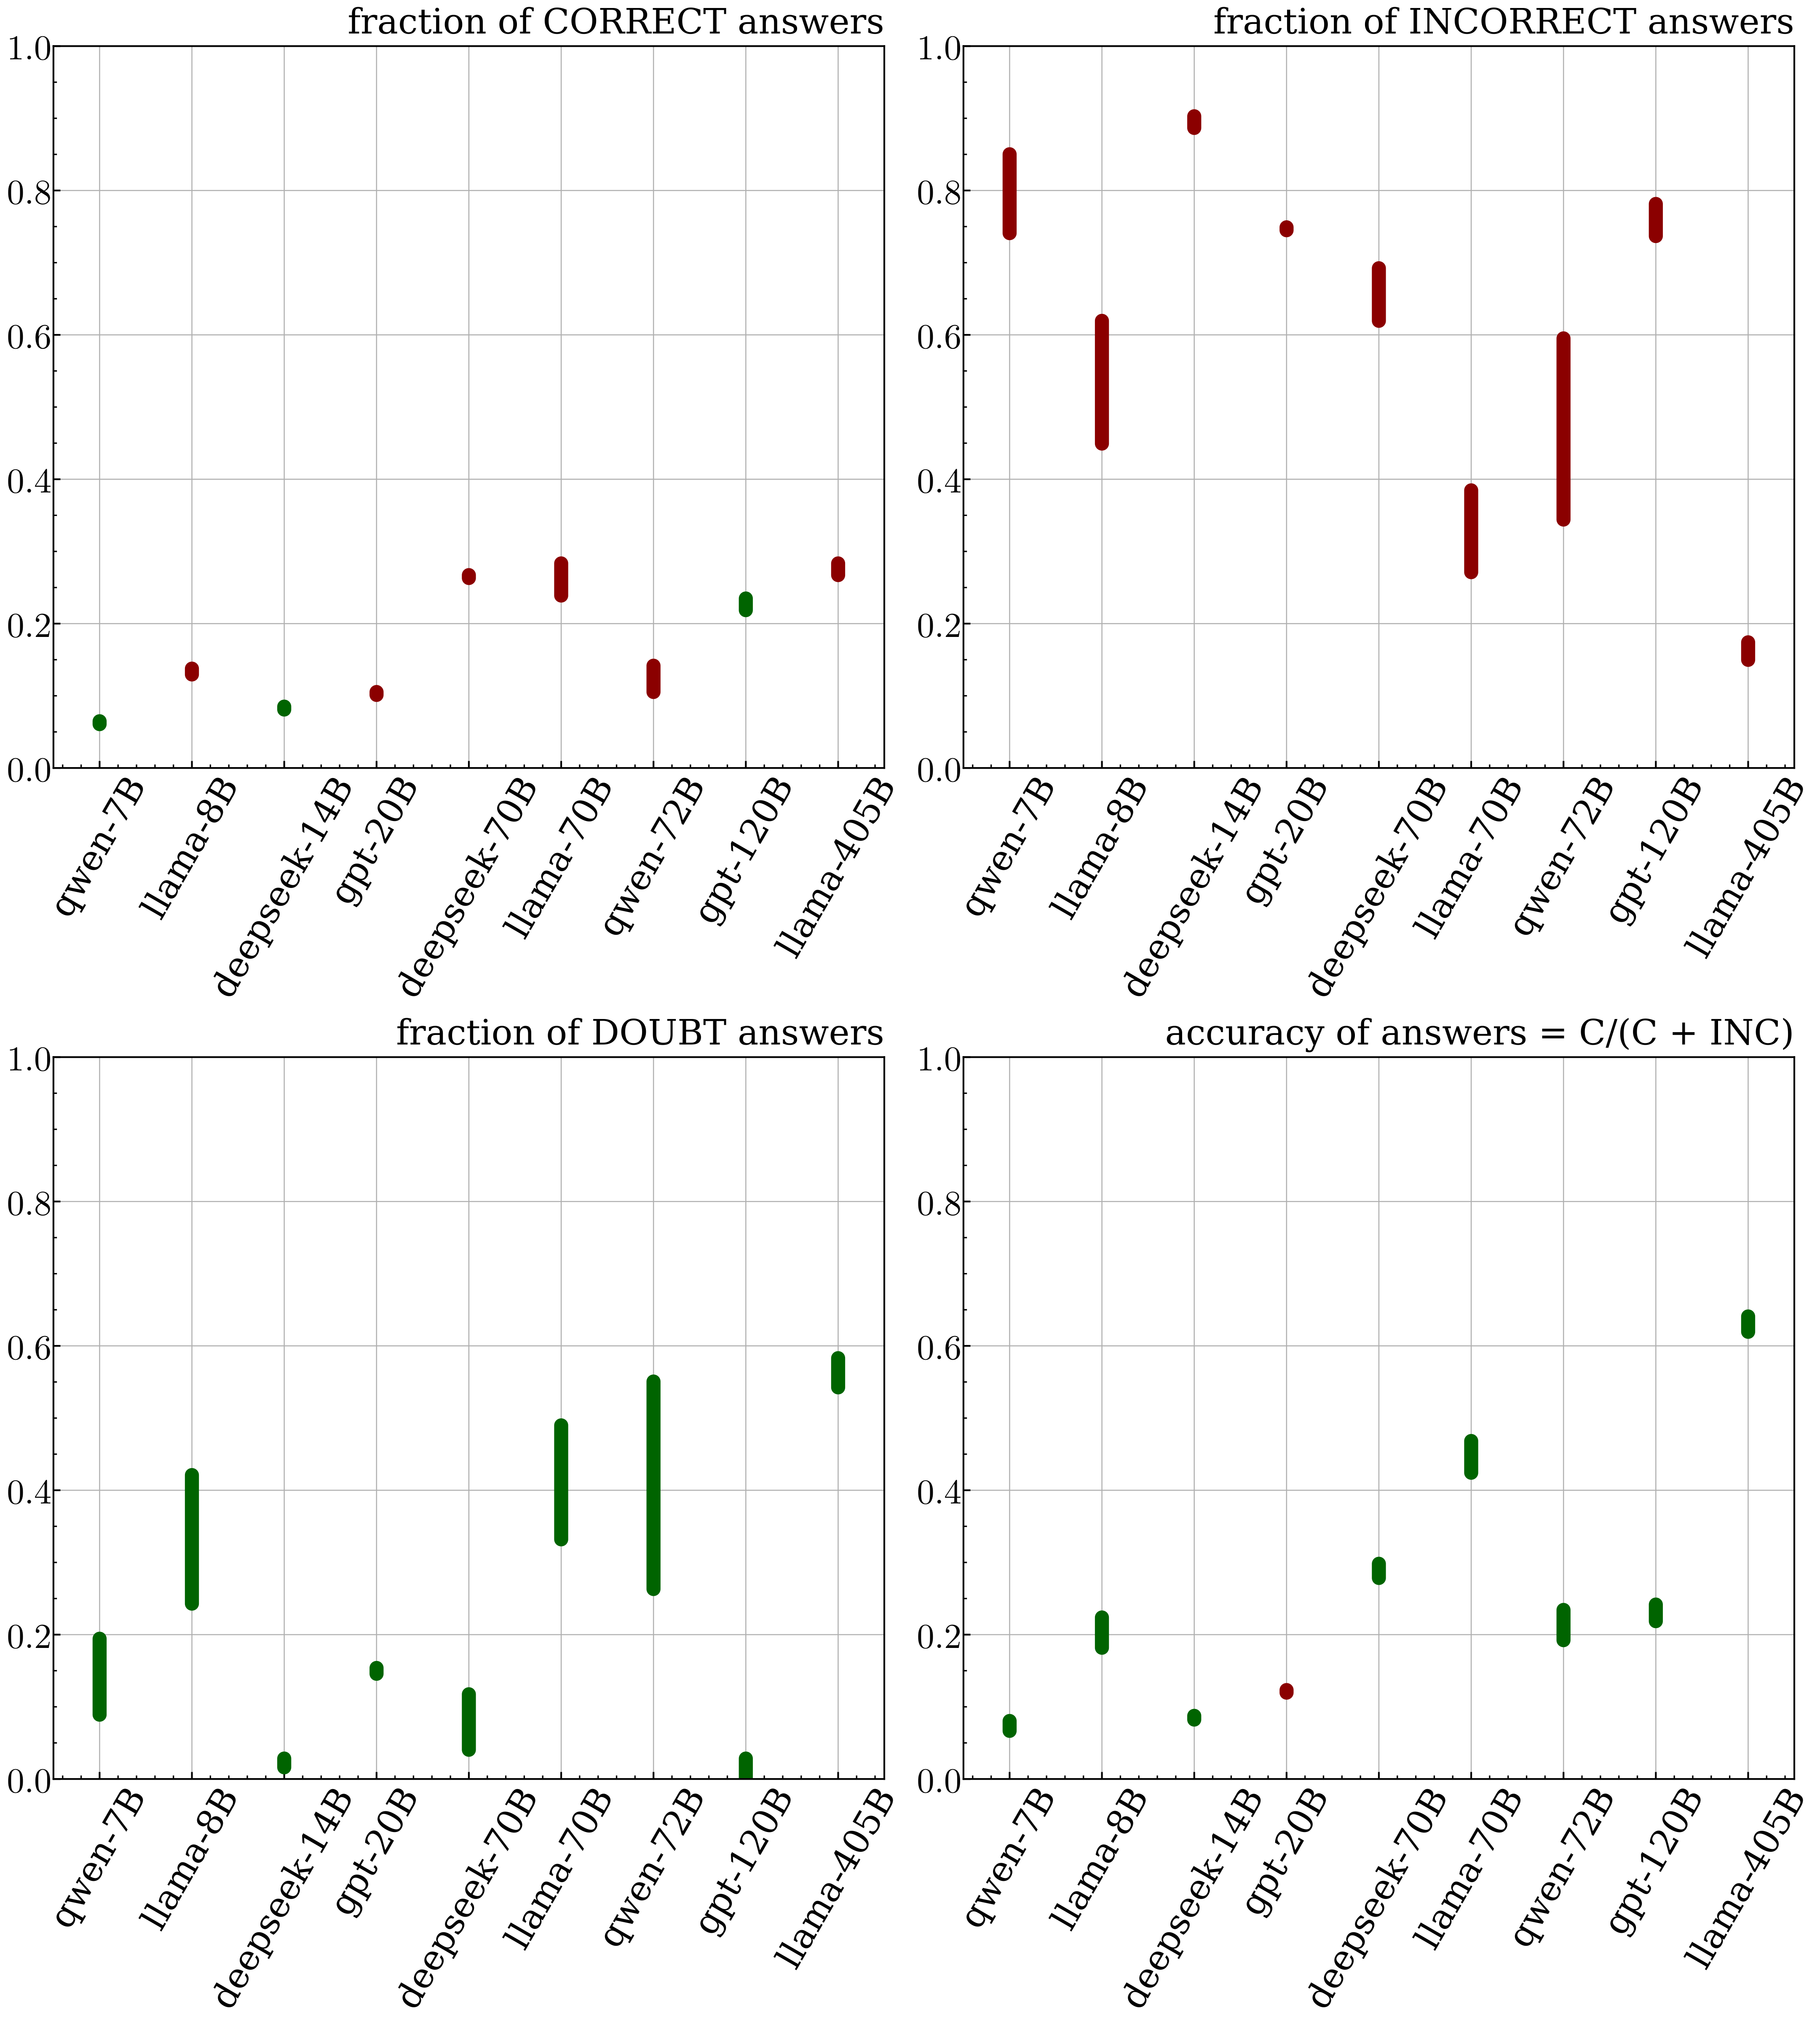 fraction of CORRECT answers
1.0
0.8
0.6
0.4
0.2
0.0
qwen-7B
llama-8B
deepseek-14B
gpt-20B
deepseek-70B
llama-70B
qwen-72B
gpt-120B
llama-405B
fraction of INCORRECT answers
1.0
0.8
0.6
0.4
0.2
0.0
qwen-7B
llama-8B
deepseek-14B
gpt-20B
deepseek-70B
llama-70B
qwen-72B
gpt-120B
llama-405B
fraction of DOUBT answers
1.0
0.8
0.6
0.4
0.2
0.0
qwen-7B
llama-8B
deepseek-14B
gpt-20B
deepseek-70B
llama-70B
qwen-72B
gpt-120B
llama-405B
accuracy of answers = C/(C + INC)
1.0
0.8
0.6
0.4
0.2
0.0
qwen-7B
llama-8B
deepseek-14B
gpt-20B
deepseek-70B
llama-70B
qwen-72B
gpt-120B
llama-405B